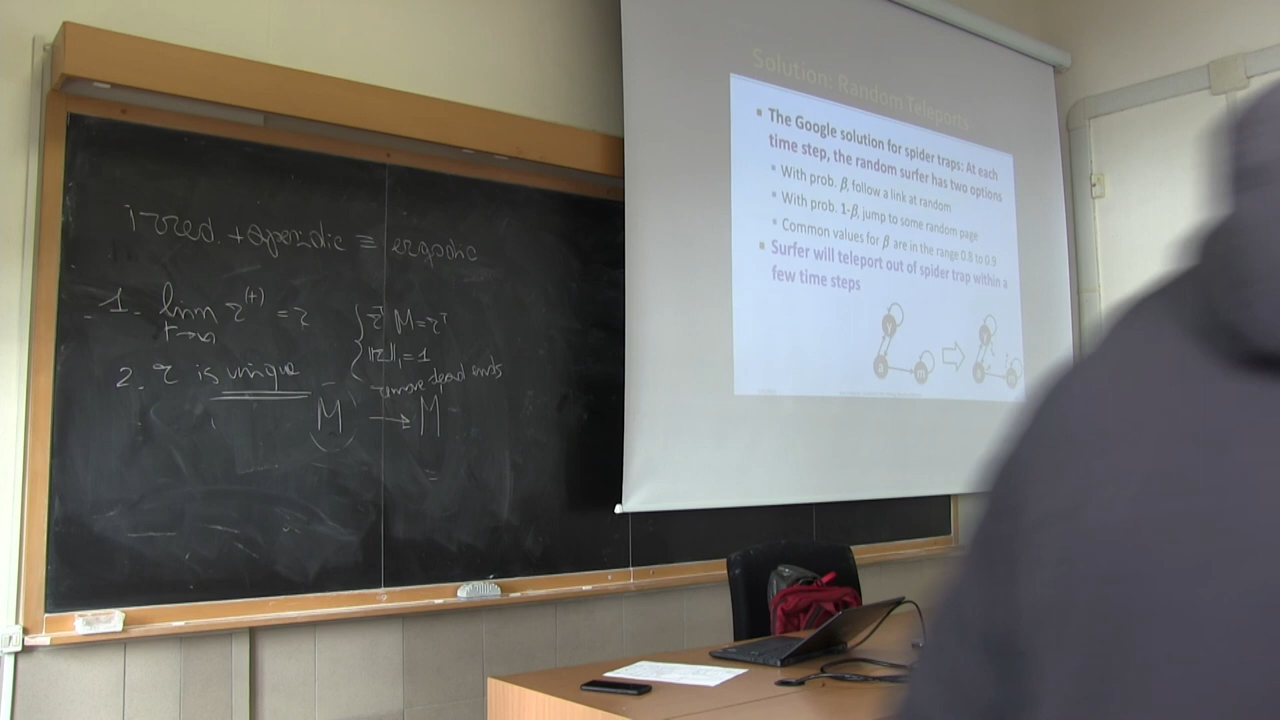 irred. + aperiodic ≡ ergodic
1. lim r^(t) = r
t→∞
2. r is unique
r^T M = r^T
||r||₁ = 1
remove dead ends
M → M
=
Solution: Random Teleports
▪ The Google solution for spider traps: At each
time step, the random surfer has two options
▪ With prob. β, follow a link at random
▪ With prob. 1-β, jump to some random page
▪ Common values for β are in the range 0.8 to 0.9
▪ Surfer will teleport out of spider trap within a
few time steps
y
a
m